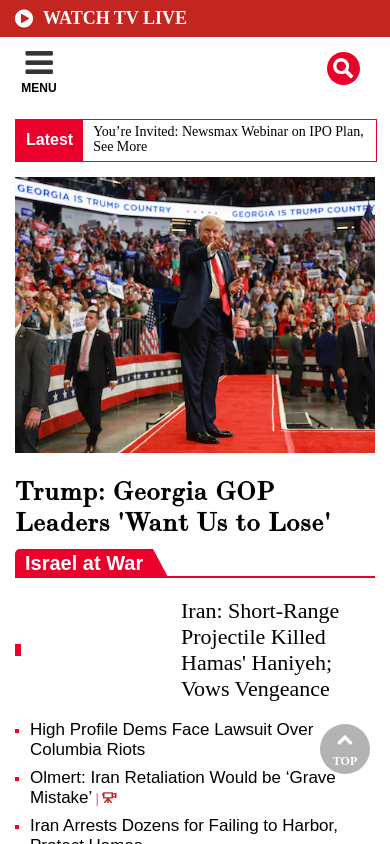 WATCH TV LIVE
MENU
Latest
You’re Invited: Newsmax Webinar on IPO Plan,
See More
GEORGIA IS TRUMP COUNTRY
GEORGIA IS TRUMP COUNTRY
Trump: Georgia GOP
Leaders 'Want Us to Lose'
Israel at War
Iran: Short-Range
Projectile Killed
Hamas' Haniyeh;
Vows Vengeance
High Profile Dems Face Lawsuit Over
Columbia Riots
Olmert: Iran Retaliation Would be ‘Grave
Mistake’ |
TOP
Iran Arrests Dozens for Failing to Harbor,
Protect Hamas